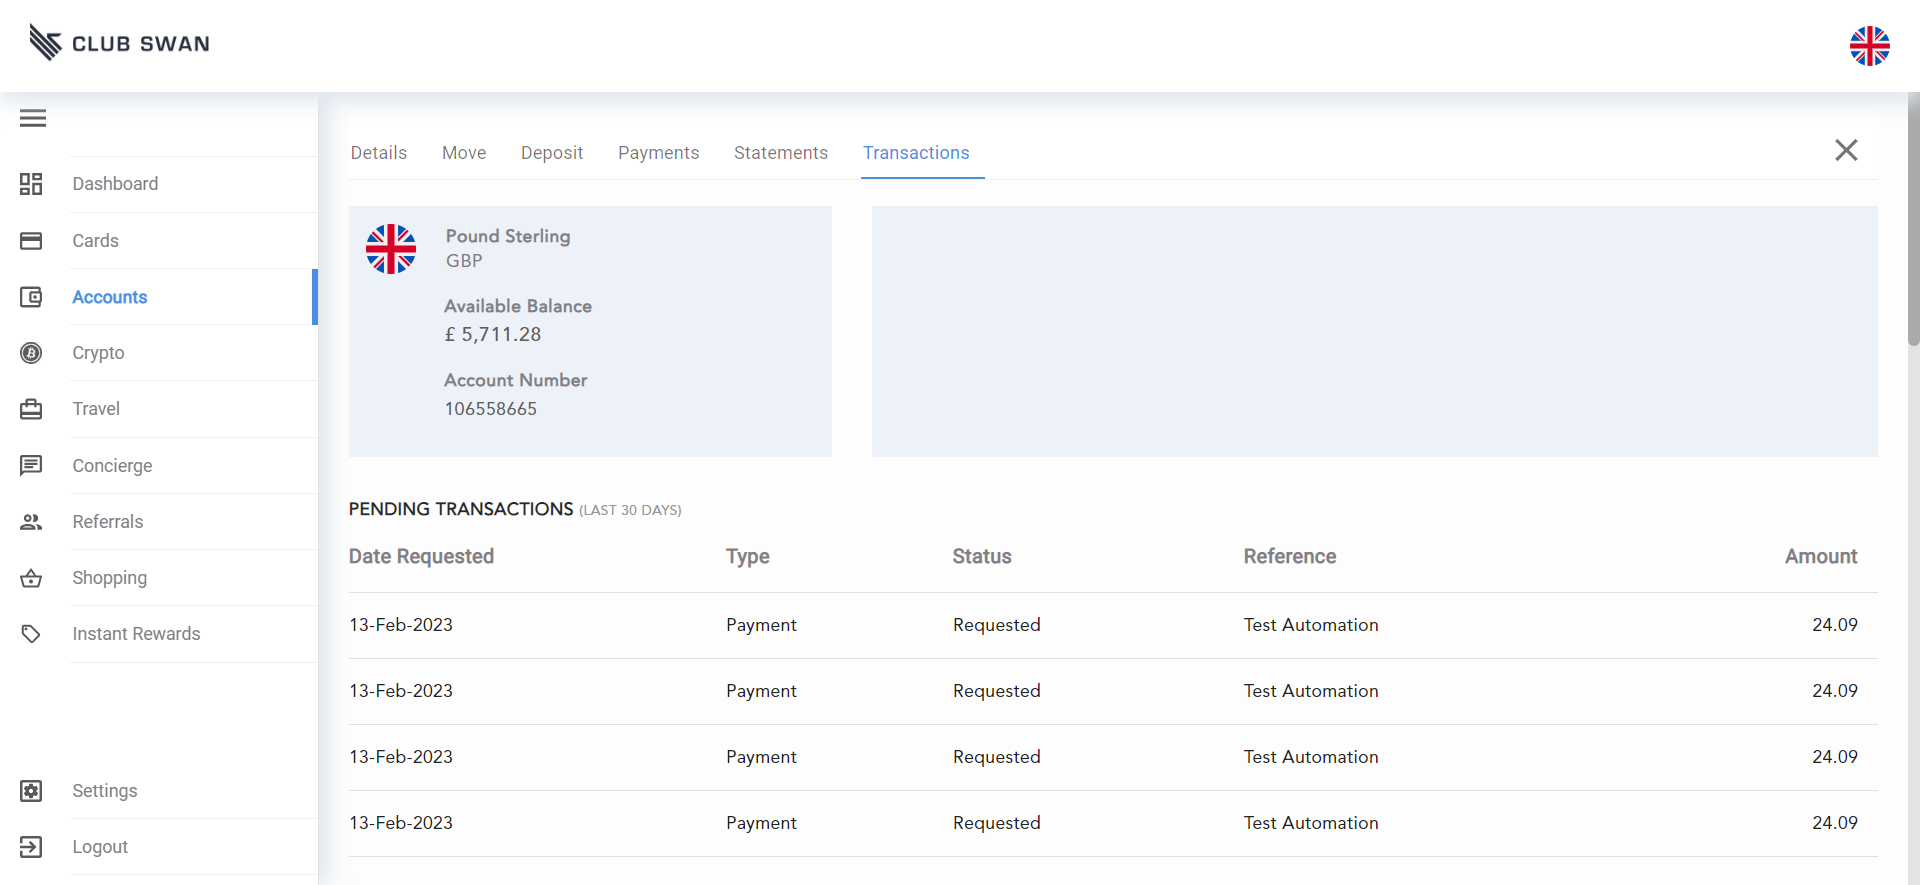 CLUB SWAN
Details Move Deposit Payments Statements Transactions
Dashboard
Cards
Accounts
Crypto
Travel
Concierge
Referrals
Shopping
Instant Rewards
Settings
Logout
Pound Sterling
GBP
Available Balance
£ 5,711.28
Account Number
106558665
PENDING TRANSACTIONS (LAST 30 DAYS)
Date Requested Type Status Reference Amount
13-Feb-2023 Payment Requested Test Automation 24.09
13-Feb-2023 Payment Requested Test Automation 24.09
13-Feb-2023 Payment Requested Test Automation 24.09
13-Feb-2023 Payment Requested Test Automation 24.09